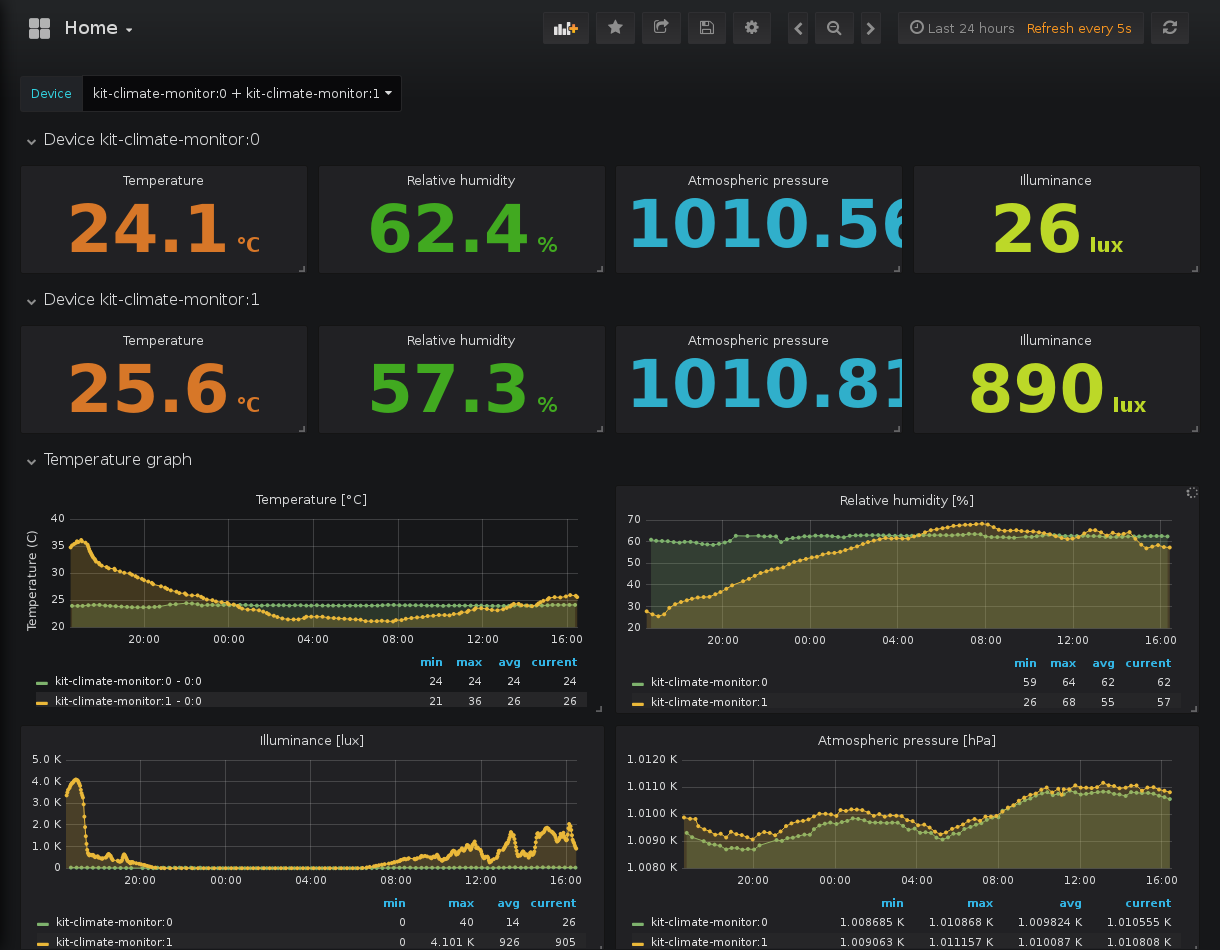 Home
Last 24 hours Refresh every 5s
Device kit-climate-monitor:0 + kit-climate-monitor:1
Device kit-climate-monitor:0
Temperature Relative humidity Atmospheric pressure Illuminance
24.1 °C 62.4 % 1010.56 26 lux
Device kit-climate-monitor:1
Temperature Relative humidity Atmospheric pressure Illuminance
25.6 °C 57.3 % 1010.81 890 lux
Temperature graph
Temperature [°C]
Temperature (C)
40
35
30
25
20
20:00 00:00 04:00 08:00 12:00 16:00
min max avg current
kit-climate-monitor:0 - 0:0 24 24 24 24
kit-climate-monitor:1 - 0:0 21 36 26 26
Relative humidity [%]
70
60
50
40
30
20
20:00 00:00 04:00 08:00 12:00 16:00
min max avg current
kit-climate-monitor:0 59 64 62 62
kit-climate-monitor:1 26 68 55 57
Illuminance [lux]
5.0 K
4.0 K
3.0 K
2.0 K
1.0 K
0
20:00 00:00 04:00 08:00 12:00 16:00
min max avg current
kit-climate-monitor:0 0 40 14 26
kit-climate-monitor:1 0 4.101 K 926 905
Atmospheric pressure [hPa]
1.0120 K
1.0110 K
1.0100 K
1.0090 K
1.0080 K
20:00 00:00 04:00 08:00 12:00 16:00
min max avg current
kit-climate-monitor:0 1.008685 K 1.010868 K 1.009824 K 1.010555 K
kit-climate-monitor:1 1.009063 K 1.011157 K 1.010087 K 1.010808 K